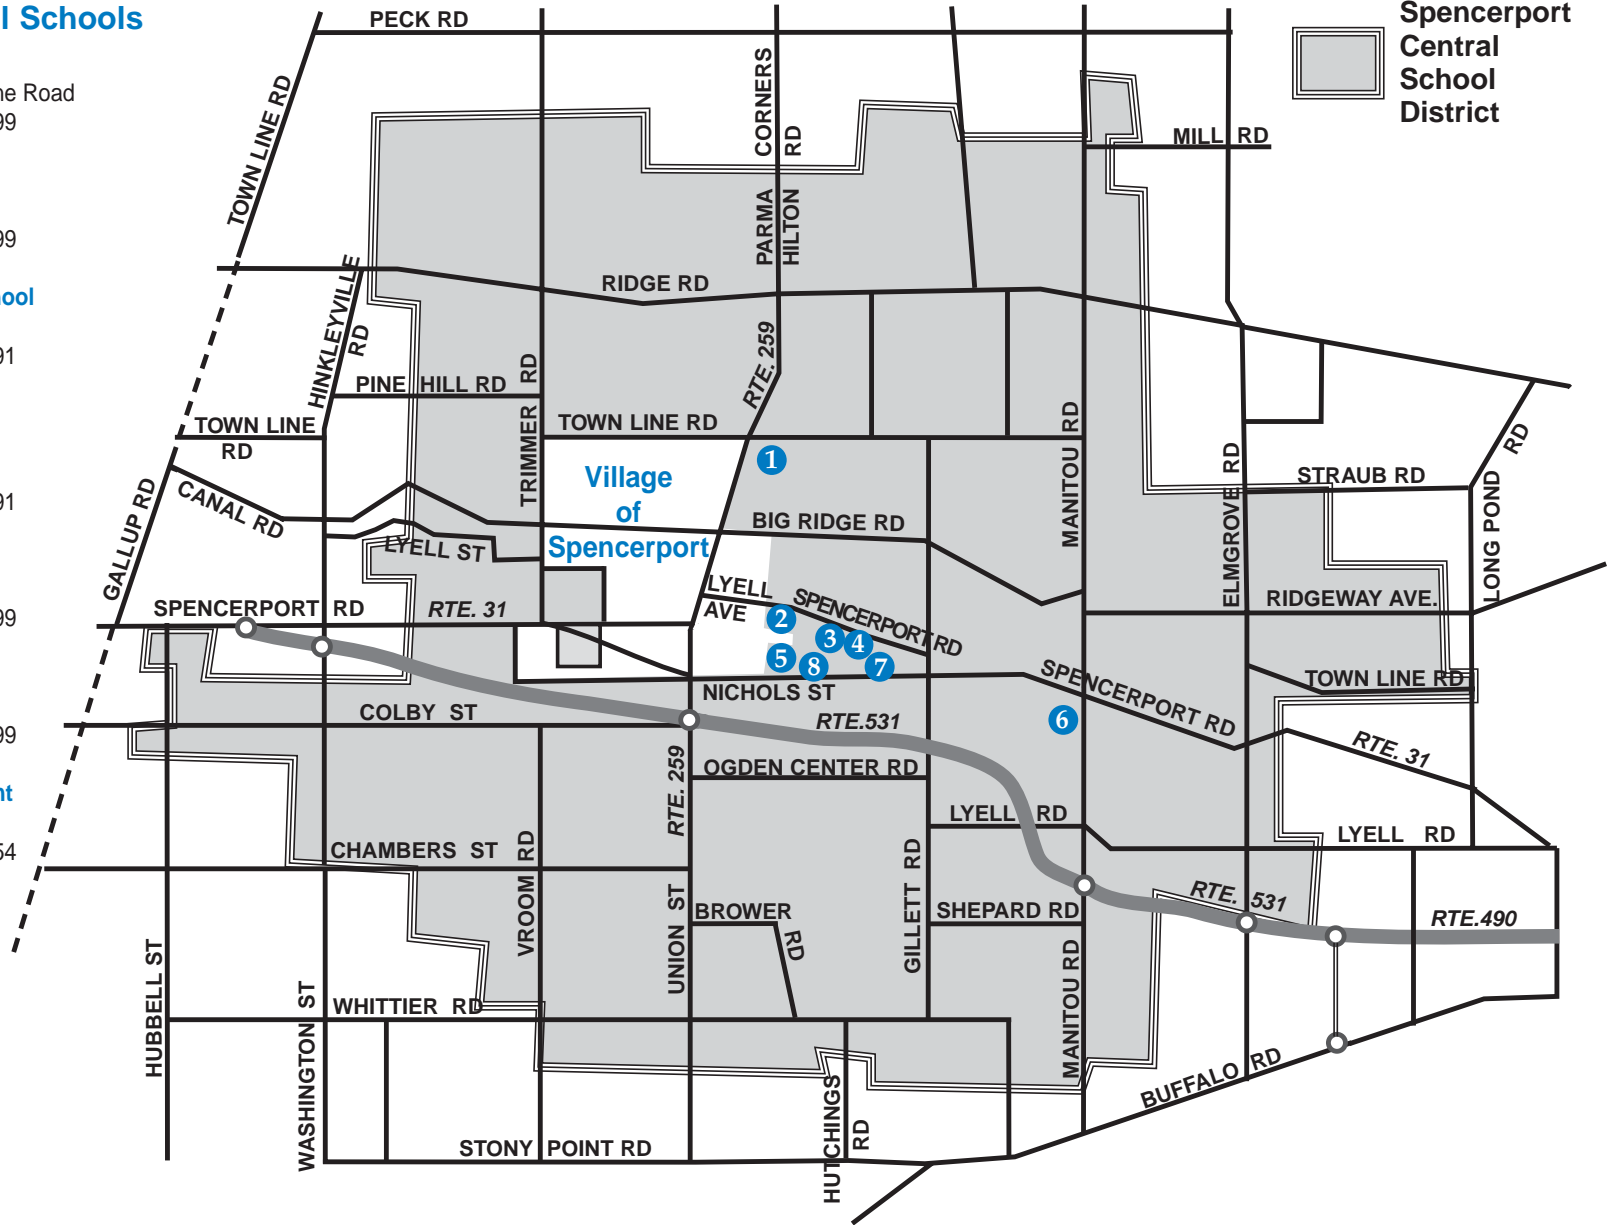 l Schools
ne Road
99
99
ool
91
91
99
99
nt
54
Spencerport
Central
School
District
PECK RD
TOWN LINE RD
CORNERS
RD
PARMA
HILTON
MILL RD
RIDGE RD
HINKLEYVILLE
RD
RTE. 259
PINE HILL RD
TRIMMER RD
TOWN LINE
RD
TOWN LINE RD
MANITOU RD
1
Village
of
Spencerport
GALLUP RD
CANAL RD
LYELL ST
BIG RIDGE RD
ELMGROVE RD
STRAUB RD
LONG POND
RD
LYELL
AVE
SPENCERPORT RD
2
3
4
5
8
7
SPENCERPORT RD
RTE. 31
RIDGEWAY AVE.
NICHOLS ST
SPENCERPORT RD
TOWN LINE RD
COLBY ST
RTE.531
6
RTE. 31
RTE. 259
OGDEN CENTER RD
LYELL RD
LYELL RD
CHAMBERS ST
VROOM RD
UNION ST
BROWER
RD
GILLETT RD
SHEPARD RD
RTE. 531
RTE.490
HUBBELL ST
WASHINGTON ST
WHITTIER RD
MANITOU RD
BUFFALO RD
STONY POINT RD
HUTCHINGS
RD